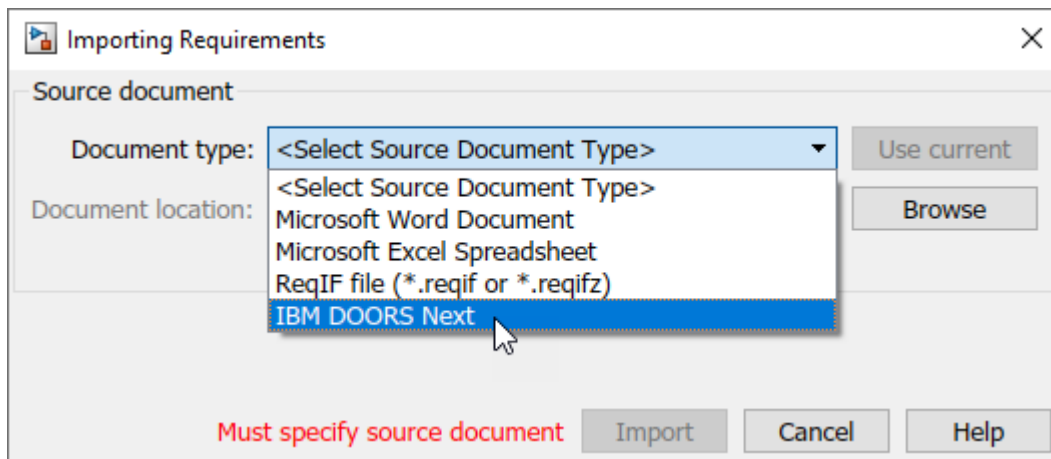 Importing Requirements
Source document
Document type: <Select Source Document Type> Use current
<Select Source Document Type>
Document location: Microsoft Word Document Browse
Microsoft Excel Spreadsheet
ReqIF file (*.reqif or *.reqifz)
IBM DOORS Next
Must specify source document Import Cancel Help